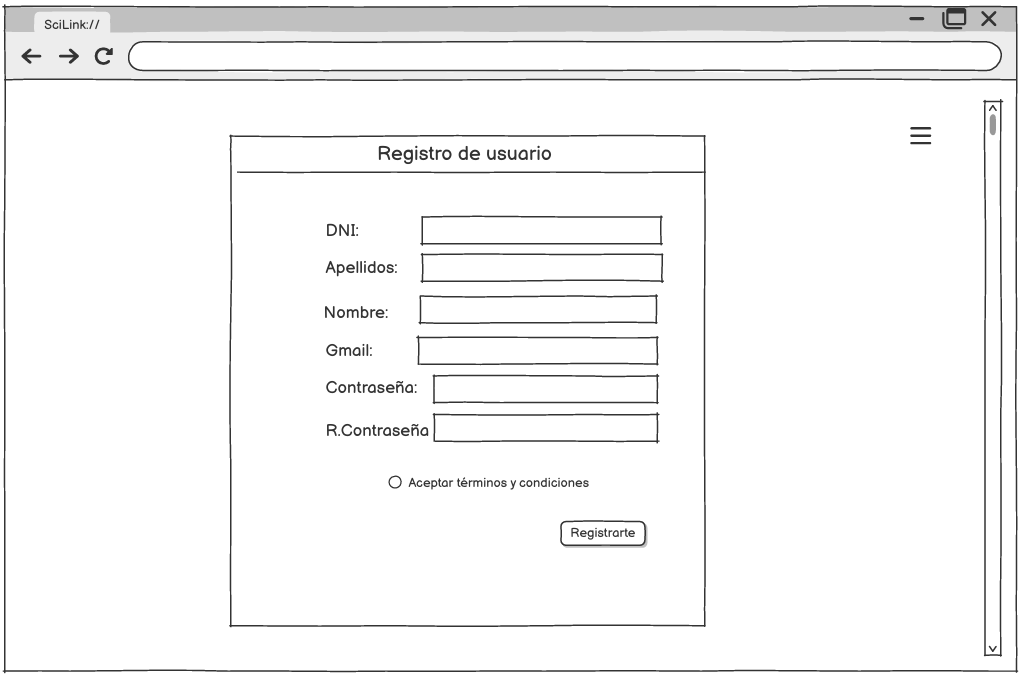 SciLink://
Registro de usuario
DNI:
Apellidos:
Nombre:
Gmail:
Contraseña:
R.Contraseña
Aceptar términos y condiciones
Registrarte